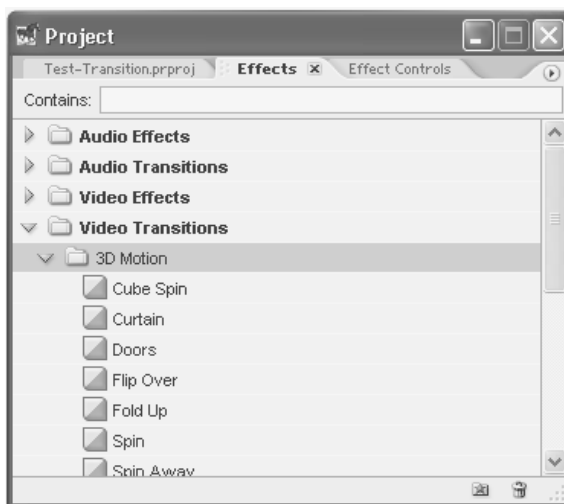 Project
Test-Transition.prproj Effects Effect Controls
Contains:
Audio Effects
Audio Transitions
Video Effects
Video Transitions
3D Motion
Cube Spin
Curtain
Doors
Flip Over
Fold Up
Spin
Spin Away